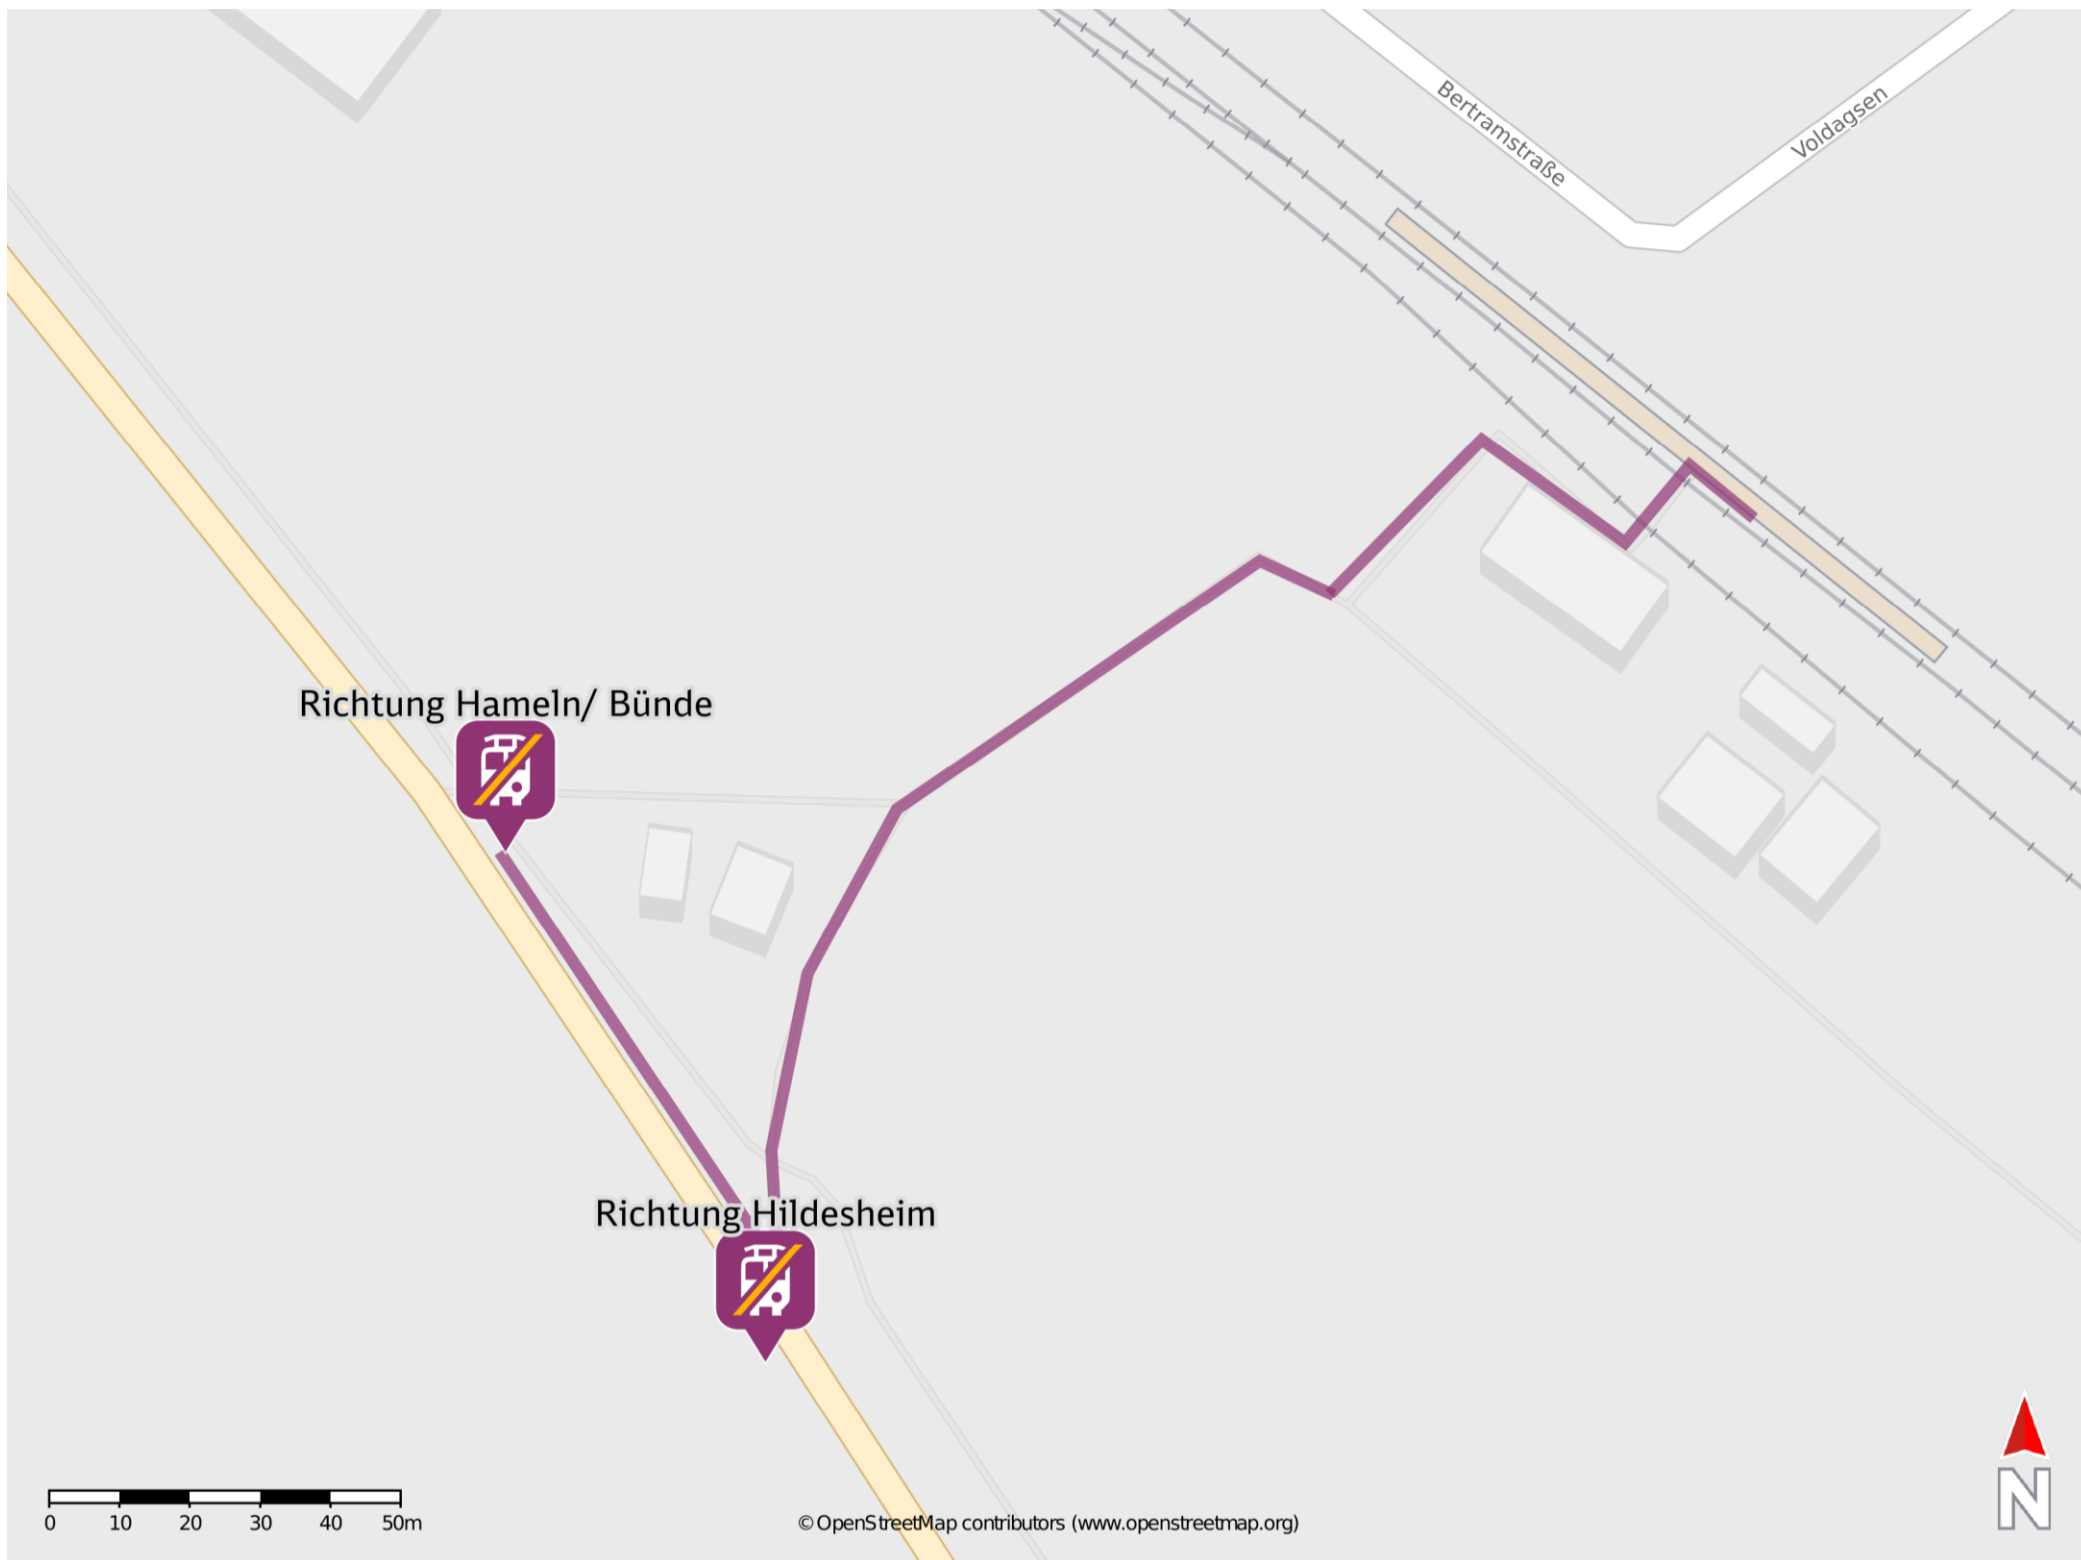 Bertramstraße
Voldagsen
Richtung Hameln/ Bünde
Richtung Hildesheim
0 10 20 30 40 50m
©OpenStreetMap contributors (www.openstreetmap.org)
N